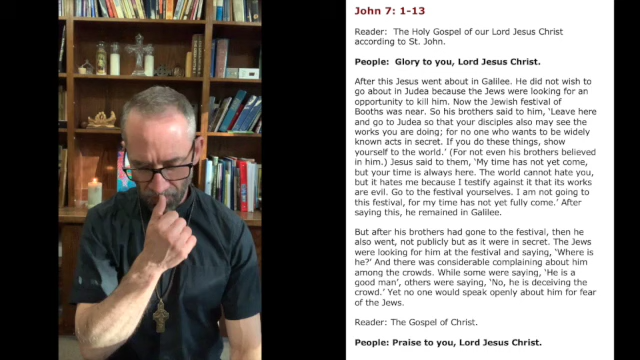 John 7: 1-13
Reader:  The Holy Gospel of our Lord Jesus Christ
according to St. John.
People:  Glory to you, Lord Jesus Christ.
After this Jesus went about in Galilee. He did not wish to
go about in Judea because the Jews were looking for an
opportunity to kill him. Now the Jewish festival of
Booths was near. So his brothers said to him, ‘Leave here
and go to Judea so that your disciples also may see the
works you are doing; for no one who wants to be widely
known acts in secret. If you do these things, show
yourself to the world.’ (For not even his brothers believed
in him.) Jesus said to them, ‘My time has not yet come,
but your time is always here. The world cannot hate you,
but it hates me because I testify against it that its works
are evil. Go to the festival yourselves. I am not going to
this festival, for my time has not yet fully come.’ After
saying this, he remained in Galilee.
But after his brothers had gone to the festival, then he
also went, not publicly but as it were in secret. The Jews
were looking for him at the festival and saying, ‘Where is
he?’ And there was considerable complaining about him
among the crowds. While some were saying, ‘He is a
good man’, others were saying, ‘No, he is deceiving the
crowd.’ Yet no one would speak openly about him for fear
of the Jews.
Reader: The Gospel of Christ.
People: Praise to you, Lord Jesus Christ.